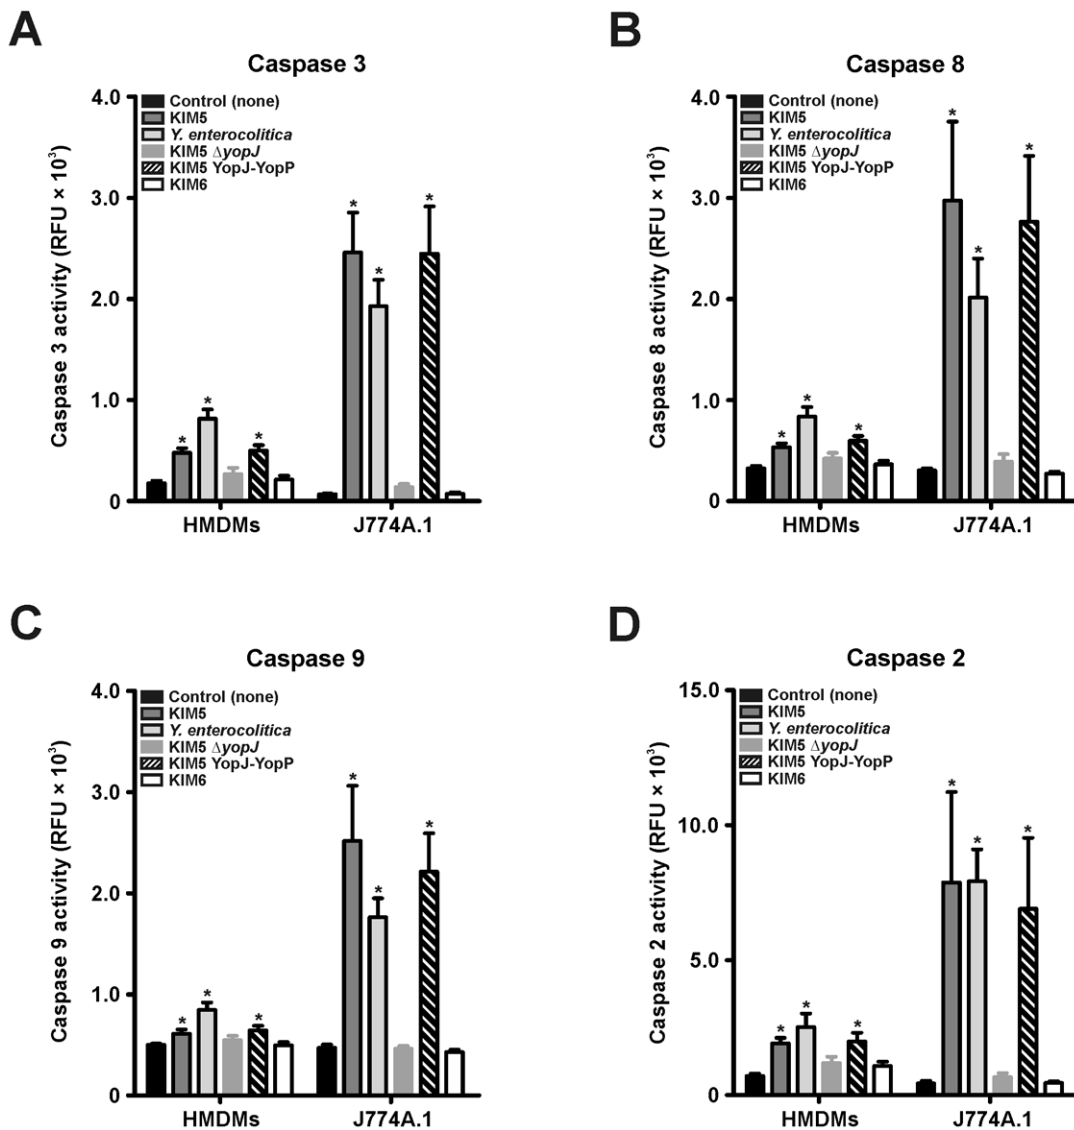 A
Caspase 3
Caspase 3 activity (RFU × 10³)
4.0
3.0
2.0
1.0
0
Control (none)
KIM5
Y. enterocolitica
KIM5 ΔyopJ
KIM5 YopJ-YopP
KIM6
* * * * * *
HMDMs J774A.1
B
Caspase 8
Caspase 8 activity (RFU × 10³)
4.0
3.0
2.0
1.0
0
Control (none)
KIM5
Y. enterocolitica
KIM5 ΔyopJ
KIM5 YopJ-YopP
KIM6
* * * * * *
HMDMs J774A.1
C
Caspase 9
Caspase 9 activity (RFU × 10³)
4.0
3.0
2.0
1.0
0
Control (none)
KIM5
Y. enterocolitica
KIM5 ΔyopJ
KIM5 YopJ-YopP
KIM6
* * * * * *
HMDMs J774A.1
D
Caspase 2
Caspase 2 activity (RFU × 10³)
15.0
10.0
5.0
0
Control (none)
KIM5
Y. enterocolitica
KIM5 ΔyopJ
KIM5 YopJ-YopP
KIM6
* * * * * *
HMDMs J774A.1